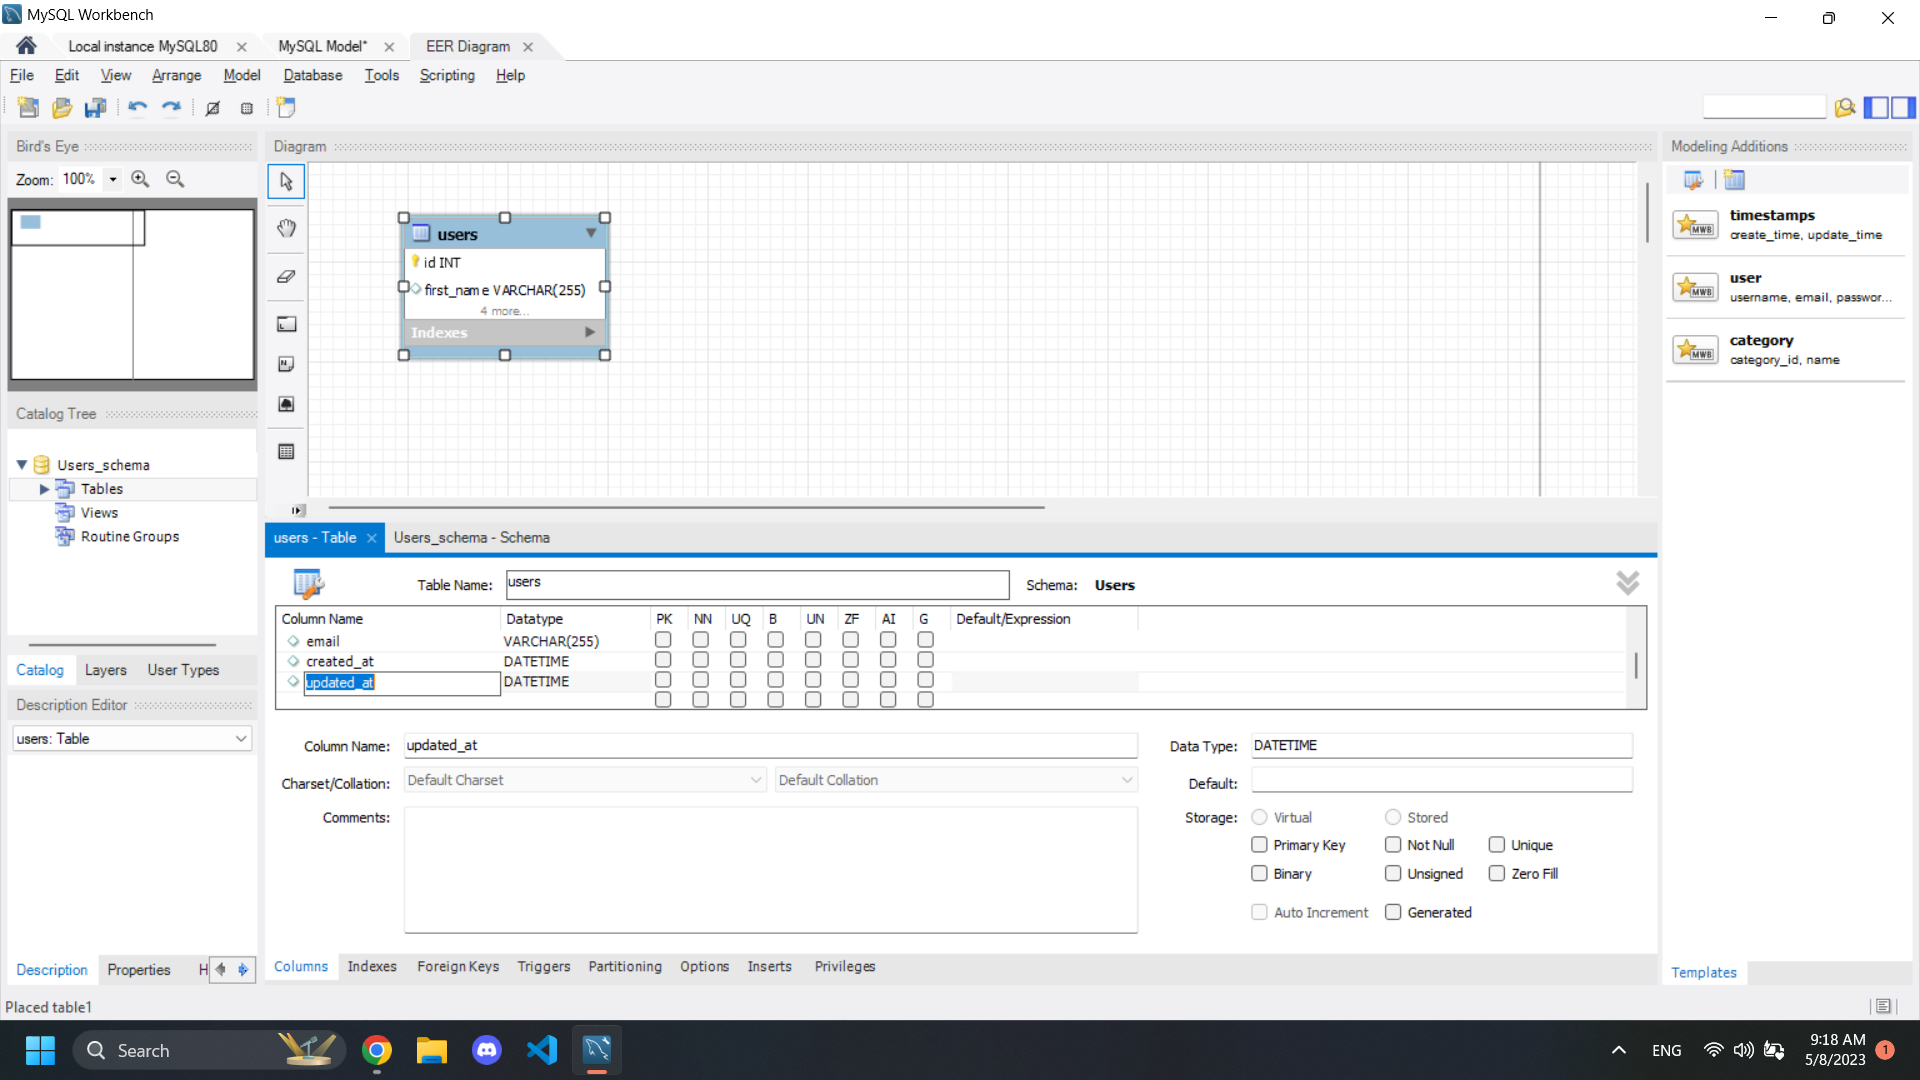 MySQL Workbench
Local instance MySQL80
MySQL Model*
EER Diagram
File Edit View Arrange Model Database Tools Scripting Help
Bird's Eye
Zoom: 100%
Diagram
users
id INT
first_name VARCHAR(255)
4 more...
Indexes
Modeling Additions
timestamps
create_time, update_time
user
username, email, passwor...
category
category_id, name
Catalog Tree
Users_schema
Tables
Views
Routine Groups
Catalog Layers User Types
Description Editor
users: Table
Description Properties H
users - Table
Users_schema - Schema
Table Name: users
Schema: Users
Column Name Datatype PK NN UQ B UN ZF AI G Default/Expression
email VARCHAR(255)
created_at DATETIME
updated_at DATETIME
Column Name: updated_at
Data Type: DATETIME
Charset/Collation: Default Charset Default Collation
Default:
Comments:
Storage: Virtual Stored
Primary Key Not Null Unique
Binary Unsigned Zero Fill
Auto Increment Generated
Columns Indexes Foreign Keys Triggers Partitioning Options Inserts Privileges
Templates
Placed table1
Search
ENG
9:18 AM
5/8/2023
1